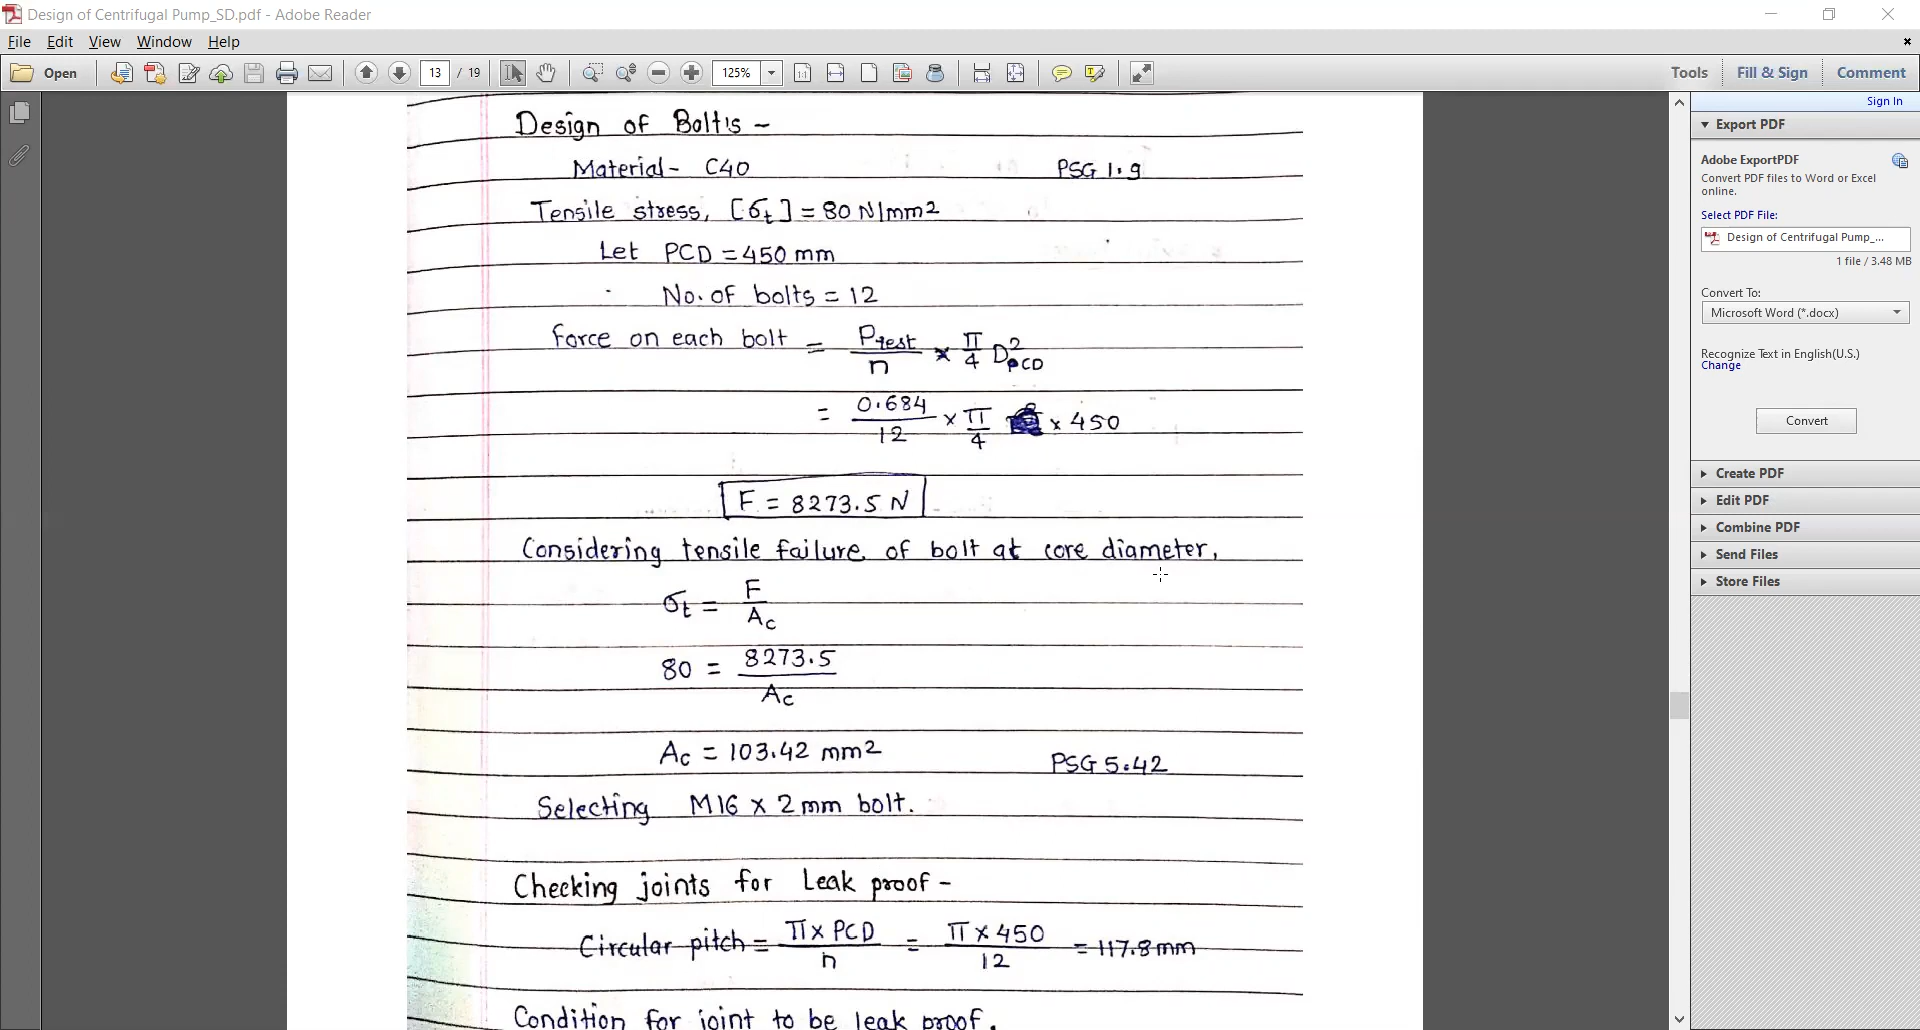 Design of Centrifugal Pump_SD.pdf - Adobe Reader
File Edit View Window Help
Open 13 / 19 125% Tools Fill & Sign Comment
Sign In
Export PDF
Adobe ExportPDF
Convert PDF files to Word or Excel
online.
Select PDF File:
Design of Centrifugal Pump_...
1 file / 3.48 MB
Convert To:
Microsoft Word (*.docx)
Recognize Text in English(U.S.)
Change
Convert
Create PDF
Edit PDF
Combine PDF
Send Files
Store Files
Design of Bolts -
Material - C40 PSG 1.9
Tensile stress, [σt] = 80 N/mm2
Let PCD = 450 mm
No. of bolts = 12
Force on each bolt = Ptest/n × π/4 D²PCD
= 0.684/12 × π/4 × 450
F = 8273.5 N
Considering tensile failure of bolt at core diameter,
σt = F/Ac
80 = 8273.5/Ac
Ac = 103.42 mm2 PSG 5.42
Selecting M16 × 2 mm bolt.
Checking joints for Leak proof -
Circular pitch = π × PCD/n = π × 450/12 = 117.8 mm
Condition for joint to be leak proof.